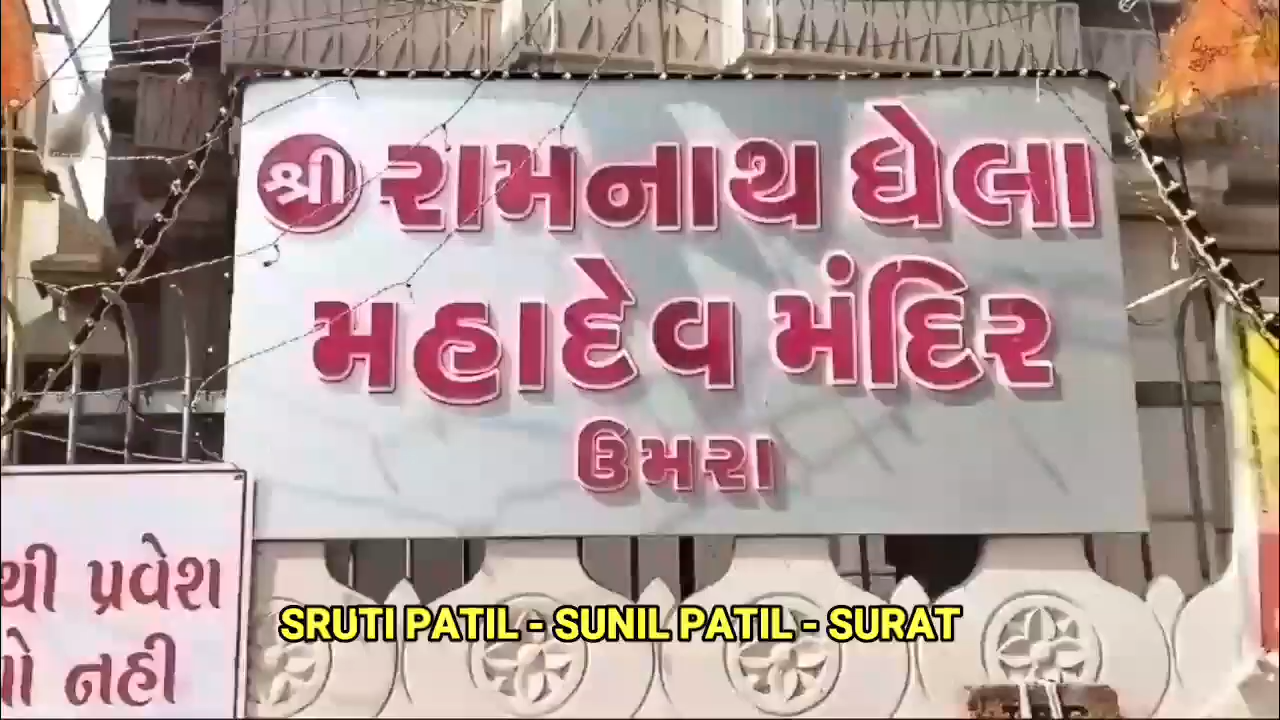 શ્રી રામનાથ ઘેલા
મહાદેવ મંદિર
ઉમરા
થી પ્રવેશ
નહી
SRUTI PATIL - SUNIL PATIL - SURAT